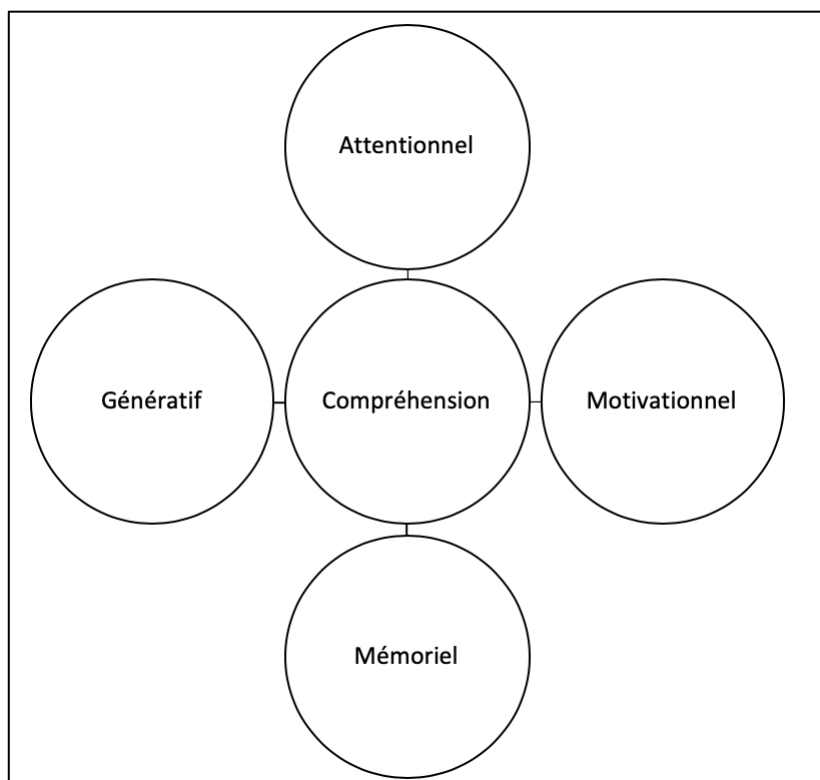 Attentionnel
Génératif
Compréhension
Motivationnel
Mémoriel